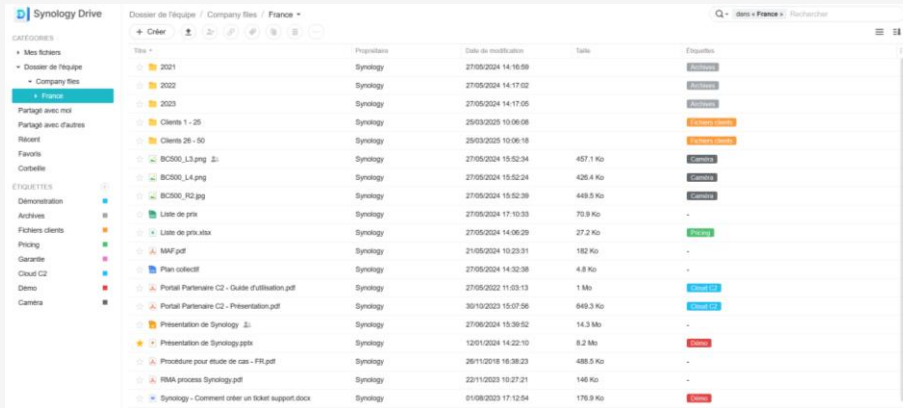 Synology Drive
CATÉGORIES
Mes fichiers
Dossier de l'équipe
Company files
France
Partagé avec moi
Partagé avec d'autres
Récent
Favoris
Corbeille
ÉTIQUETTES
Démonstration
Archives
Fichiers clients
Pricing
Garantie
Cloud C2
Démo
Caméra
Dossier de l'équipe / Company files / France
dans « France » Rechercher
+ Créer
Titre Propriétaire Date de modification Taille Étiquettes
2021 Synology 27/05/2024 14:16:59 Archives
2022 Synology 27/05/2024 14:17:02 Archives
2023 Synology 27/05/2024 14:17:05 Archives
Clients 1 - 25 Synology 25/03/2025 10:06:08 Fichiers clients
Clients 26 - 50 Synology 25/03/2025 10:06:18 Fichiers clients
BC500_L3.png Synology 27/05/2024 15:52:34 457.1 Ko Caméra
BC500_L4.png Synology 27/05/2024 15:52:24 426.4 Ko Caméra
BC500_R2.jpg Synology 27/05/2024 15:52:39 449.5 Ko Caméra
Liste de prix Synology 27/05/2024 17:10:33 70.9 Ko -
Liste de prix.xlsx Synology 27/05/2024 14:06:29 27.2 Ko Pricing
MAF.pdf Synology 21/05/2024 10:23:31 182 Ko -
Plan collectif Synology 27/05/2024 14:32:38 4.8 Ko -
Portail Partenaire C2 - Guide d'utilisation.pdf Synology 27/05/2022 11:03:13 1 Mo Cloud C2
Portail Partenaire C2 - Présentation.pdf Synology 30/10/2023 15:07:56 649.3 Ko Cloud C2
Présentation de Synology Synology 27/06/2024 15:39:52 14.3 Mo -
Présentation de Synology.pptx Synology 12/01/2024 14:22:10 8.2 Mo Démo
Procédure pour étude de cas - FR.pdf Synology 26/11/2018 16:38:23 488.5 Ko -
RMA process Synology.pdf Synology 22/11/2023 10:27:21 146 Ko -
Synology - Comment créer un ticket support.docx Synology 01/08/2023 17:12:54 176.9 Ko Démo